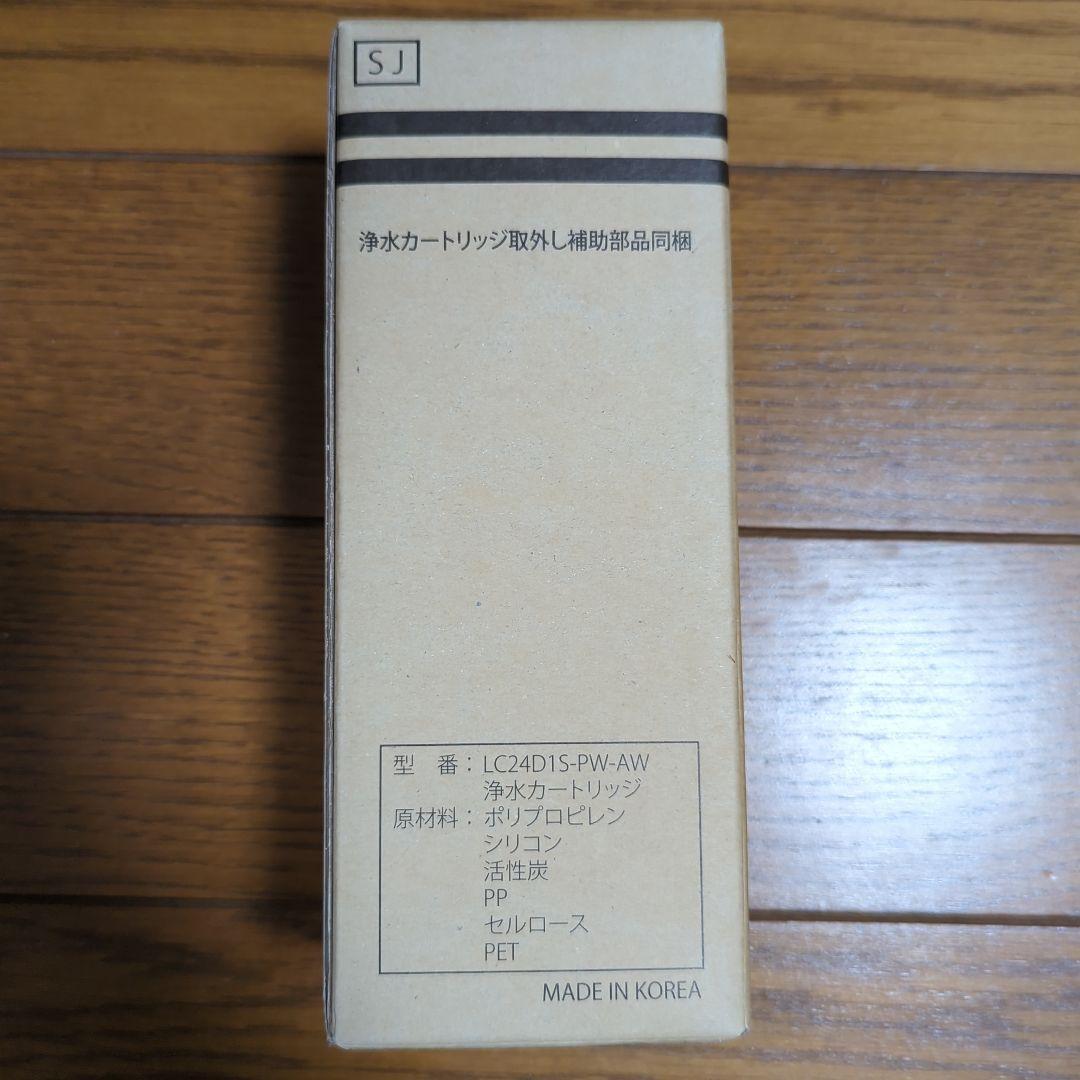 SJ
浄水カートリッジ取外し補助部品同梱
型　番：LC24D1S-PW-AW
浄水カートリッジ
原材料：ポリプロピレン
シリコン
活性炭
PP
セルロース
PET
MADE IN KOREA